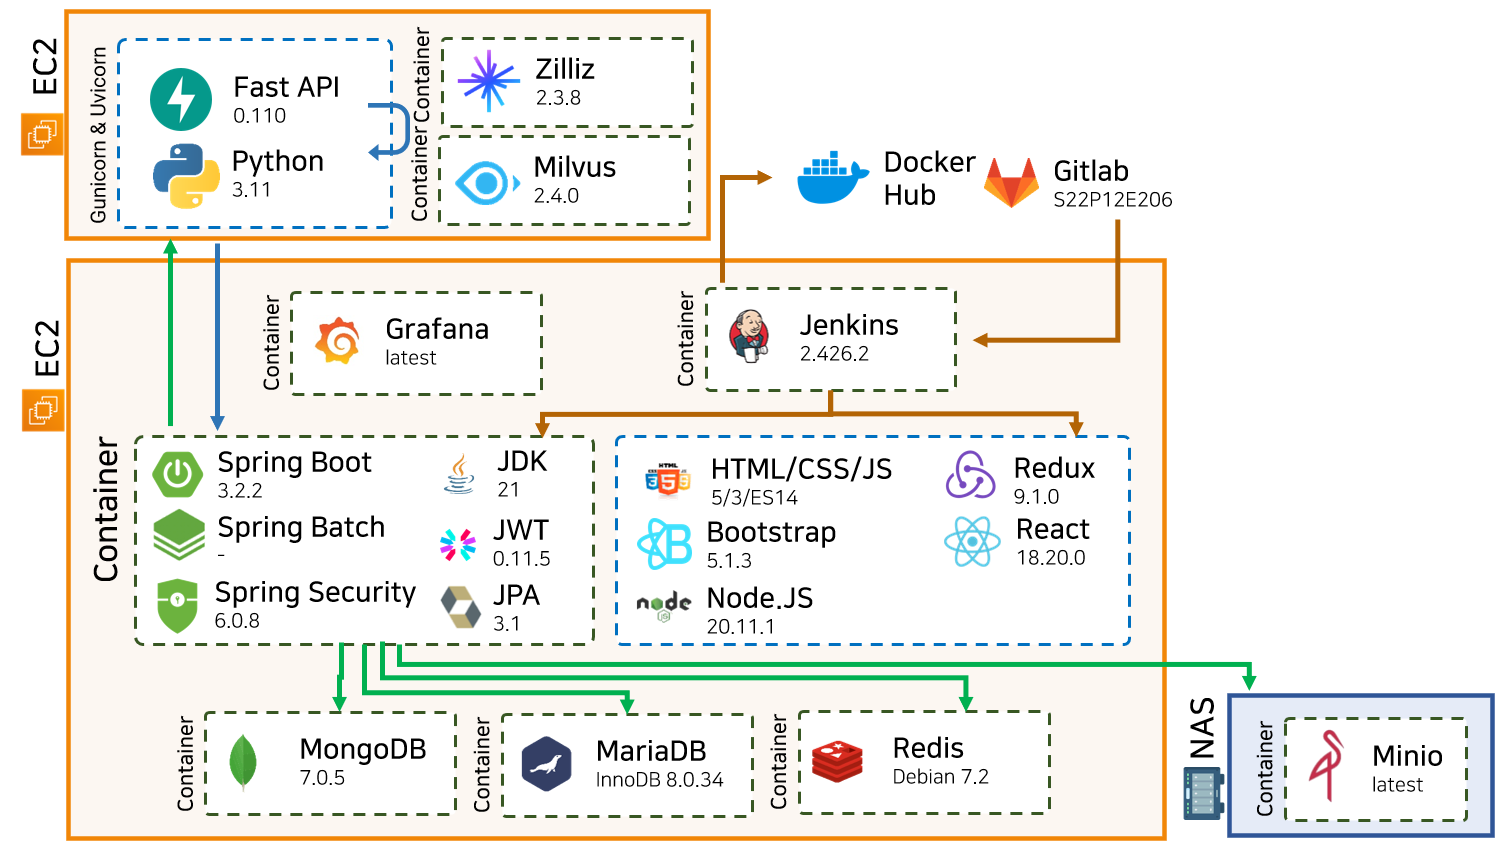 EC2
Gunicorn & Uvicorn
Fast API
0.110
Python
3.11
Container
Zilliz
2.3.8
Container
Milvus
2.4.0
Docker
Hub
Gitlab
S22P12E206
EC2
Container
Grafana
latest
Container
Jenkins
2.426.2
Container
Spring Boot
3.2.2
Spring Batch
-
Spring Security
6.0.8
JDK
21
JWT
0.11.5
JPA
3.1
HTML
HTML/CSS/JS
5/3/ES14
Bootstrap
5.1.3
node
JS
Node.JS
20.11.1
Redux
9.1.0
React
18.20.0
Container
MongoDB
7.0.5
Container
MariaDB
InnoDB 8.0.34
Container
Redis
Debian 7.2
NAS
Container
Minio
latest